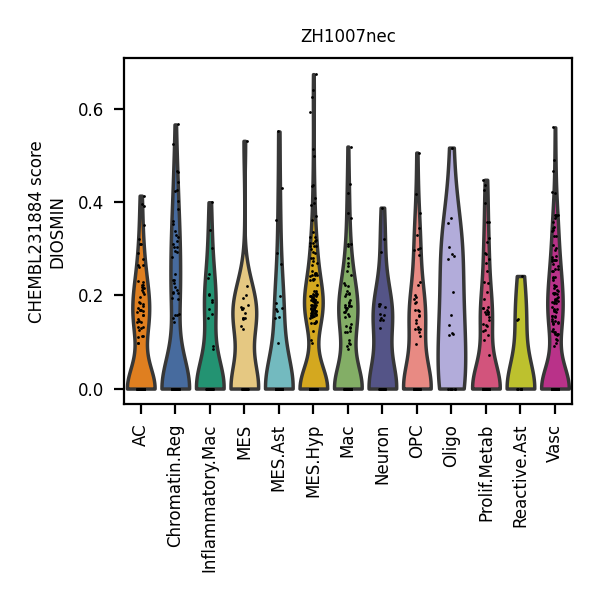 ZH1007nec
CHEMBL231884 score
DIOSMIN
0.6
0.4
0.2
0.0
AC
Chromatin.Reg
Inflammatory.Mac
MES
MES.Ast
MES.Hyp
Mac
Neuron
OPC
Oligo
Prolif.Metab
Reactive.Ast
Vasc